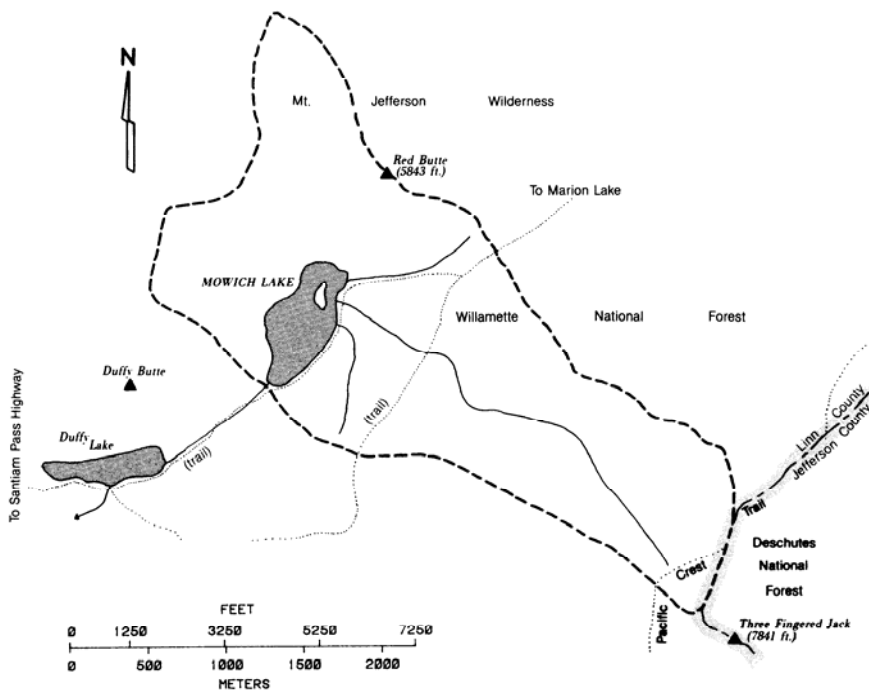 N
Mt. Jefferson Wilderness
Red Butte
(5843 ft.)
To Marion Lake
MOWICH LAKE
Willamette National Forest
Duffy Butte
Duffy
Lake
(trail)
(trail)
To Santiam Pass Highway
Linn County
Jefferson County
Trail
Crest
Pacific
Deschutes
National
Forest
Three Fingered Jack
(7841 ft.)
FEET
0 1250 3250 5250 7250
0 500 1000 1500 2000
METERS